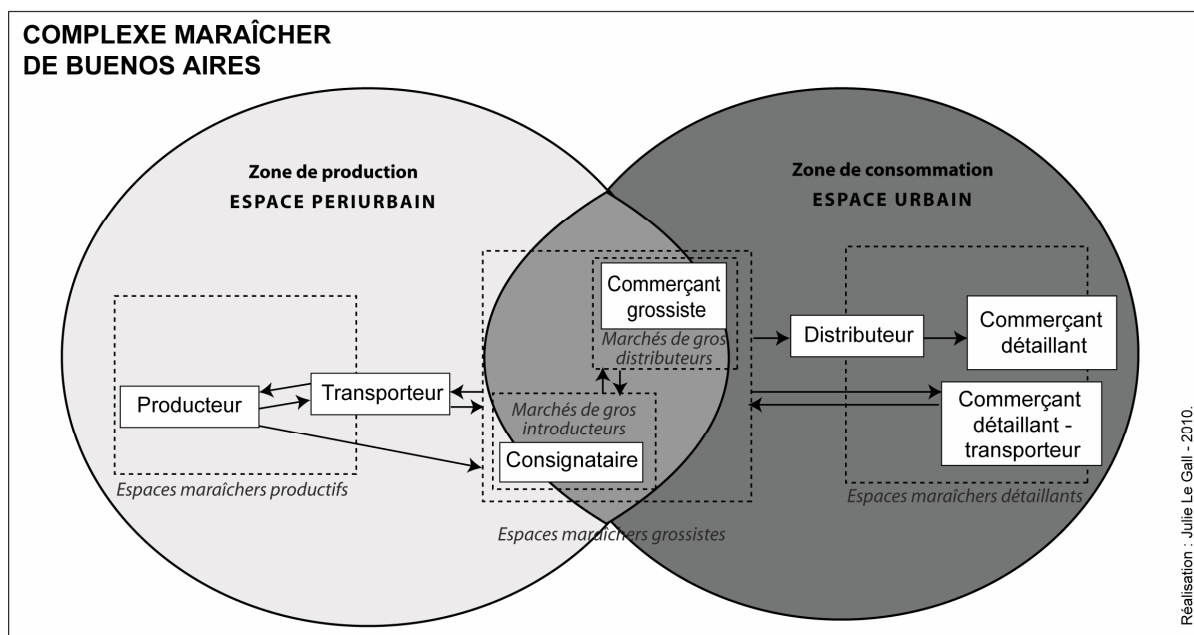 COMPLEXE MARAÎCHER
DE BUENOS AIRES
Zone de production
ESPACE PERIURBAIN
Zone de consommation
ESPACE URBAIN
Commerçant
grossiste
Marchés de gros
distributeurs
Distributeur
Commerçant
détaillant
Producteur
Transporteur
Marchés de gros
introducteurs
Consignataire
Commerçant
détaillant -
transporteur
Espaces maraîchers productifs
Espaces maraîchers grossistes
Espaces maraîchers détaillants
Réalisation : Julie Le Gall - 2010.